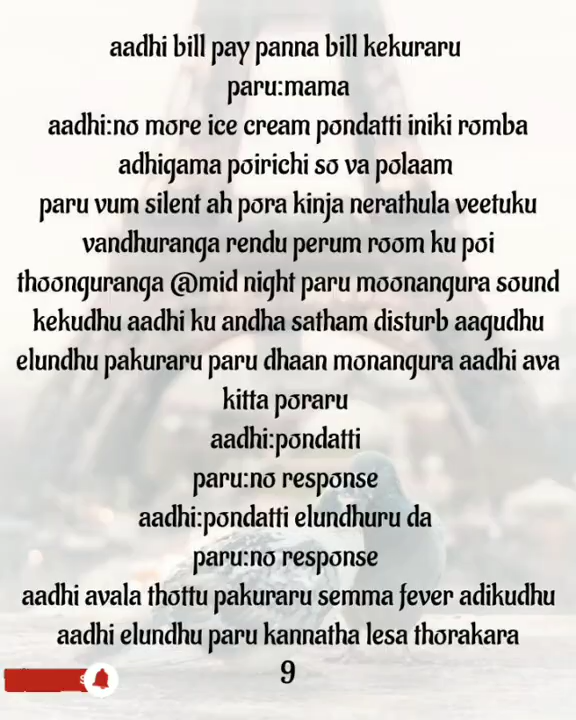 aadhi bill pay panna bill kekuraru
paru:mama
aadhi:no more ice cream pondatti iniki romba
adhigama poirichi so va polaam
paru vum silent ah pora kinja nerathula veetuku
vandhuranga rendu perum room ku poi
thoonguranga @mid night paru moonangura sound
kekudhu aadhi ku andha satham disturb aagudhu
elundhu pakuraru paru dhaan monangura aadhi ava
kitta poraru
aadhi:pondatti
paru:no response
aadhi:pondatti elundhuru da
paru:no response
aadhi avala thottu pakuraru semma fever adikudhu
aadhi elundhu paru kannatha lesa thorakara
9